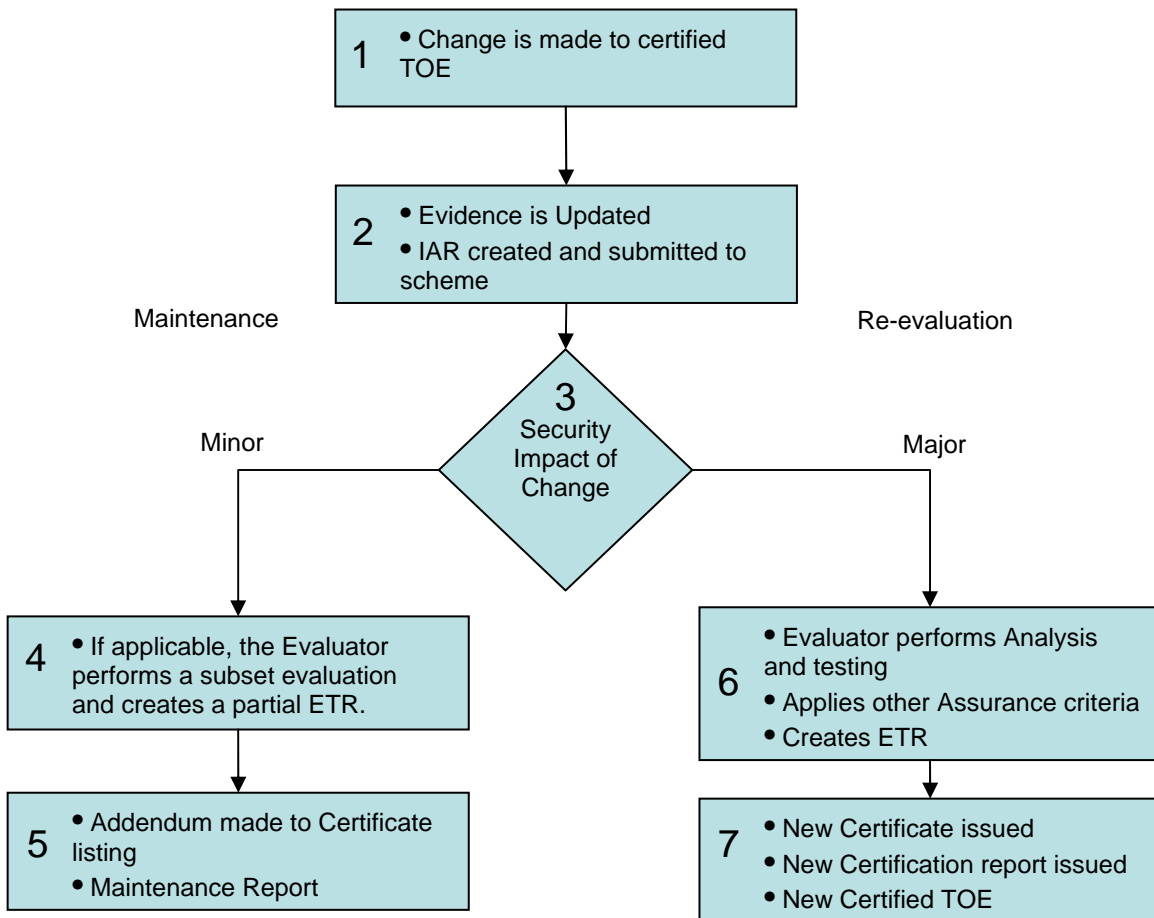 1
• Change is made to certified
TOE
2
• Evidence is Updated
• IAR created and submitted to
scheme
Maintenance
Re-evaluation
3
Security
Impact of
Change
Minor
Major
4
• If applicable, the Evaluator
performs a subset evaluation
and creates a partial ETR.
5
• Addendum made to Certificate
listing
• Maintenance Report
6
• Evaluator performs Analysis
and testing
• Applies other Assurance criteria
• Creates ETR
7
• New Certificate issued
• New Certification report issued
• New Certified TOE